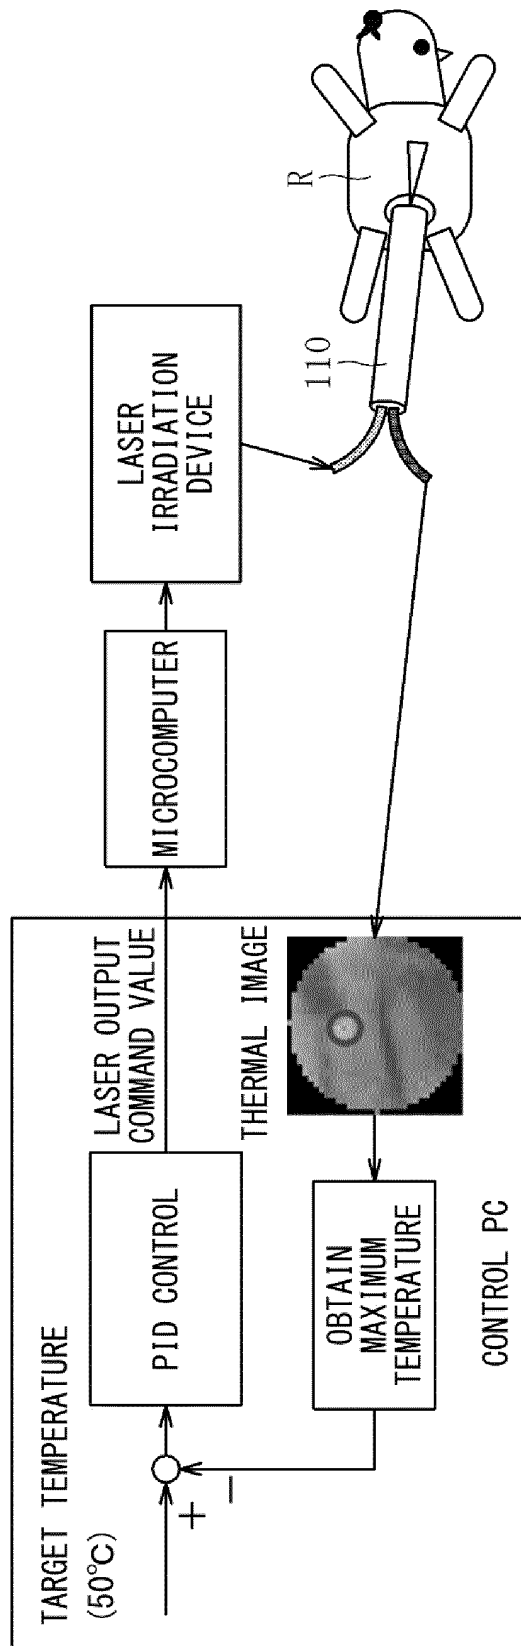 TARGET TEMPERATURE
(50℃)
+
−
PID CONTROL
LASER OUTPUT
COMMAND VALUE
MICROCOMPUTER
LASER
IRRADIATION
DEVICE
THERMAL IMAGE
OBTAIN
MAXIMUM
TEMPERATURE
CONTROL PC
110
R